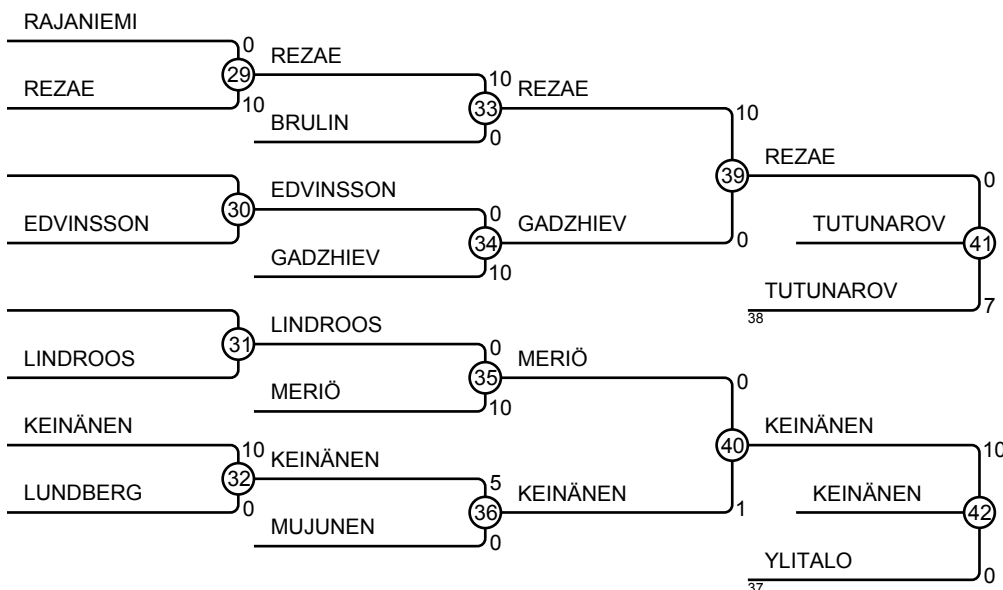 RAJANIEMI
0
29
REZAE
REZAE
10
10
33
REZAE
BRULIN
0
10
39
REZAE
0
EDVINSSON
30
EDVINSSON
0
34
GADZHIEV
GADZHIEV
10
0
TUTUNAROV
41
TUTUNAROV
38
7
31
LINDROOS
LINDROOS
0
35
MERIÖ
MERIÖ
10
0
40
KEINÄNEN
10
KEINÄNEN
10
32
KEINÄNEN
LUNDBERG
0
5
36
KEINÄNEN
MUJUNEN
0
1
KEINÄNEN
42
YLITALO
37
0